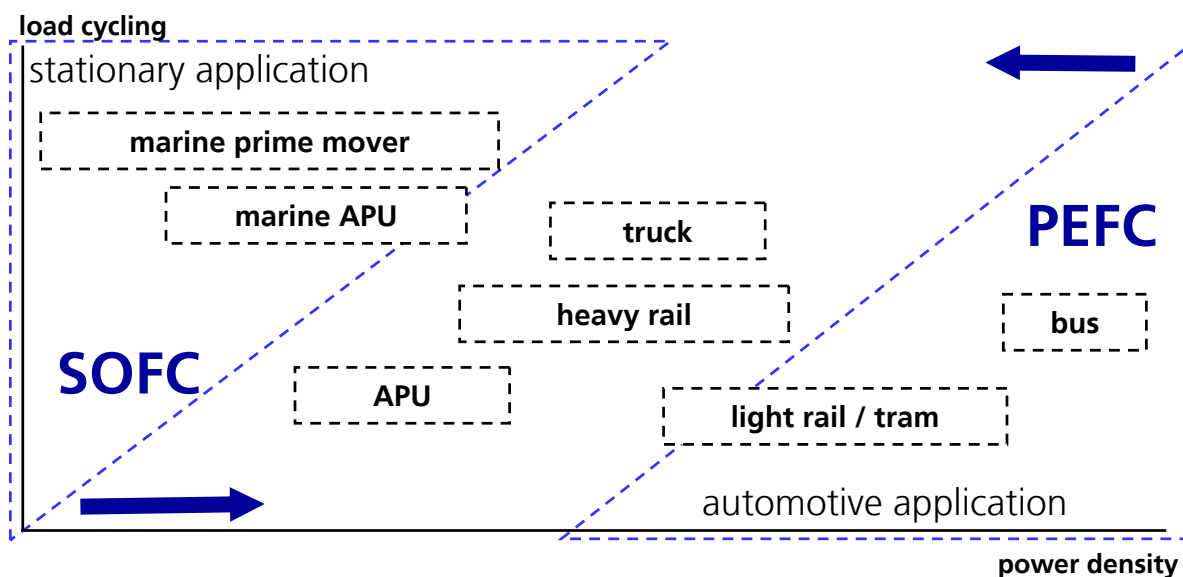 load cycling
stationary application
marine prime mover
marine APU
truck
PEFC
heavy rail
bus
SOFC
APU
light rail / tram
automotive application
power density